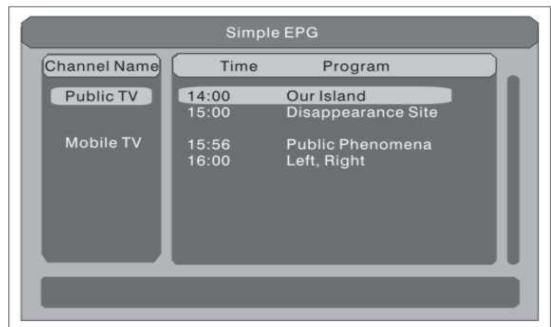 Simple EPG
Channel Name
Time Program
Public TV
14:00 Our Island
15:00 Disappearance Site
Mobile TV
15:56 Public Phenomena
16:00 Left, Right